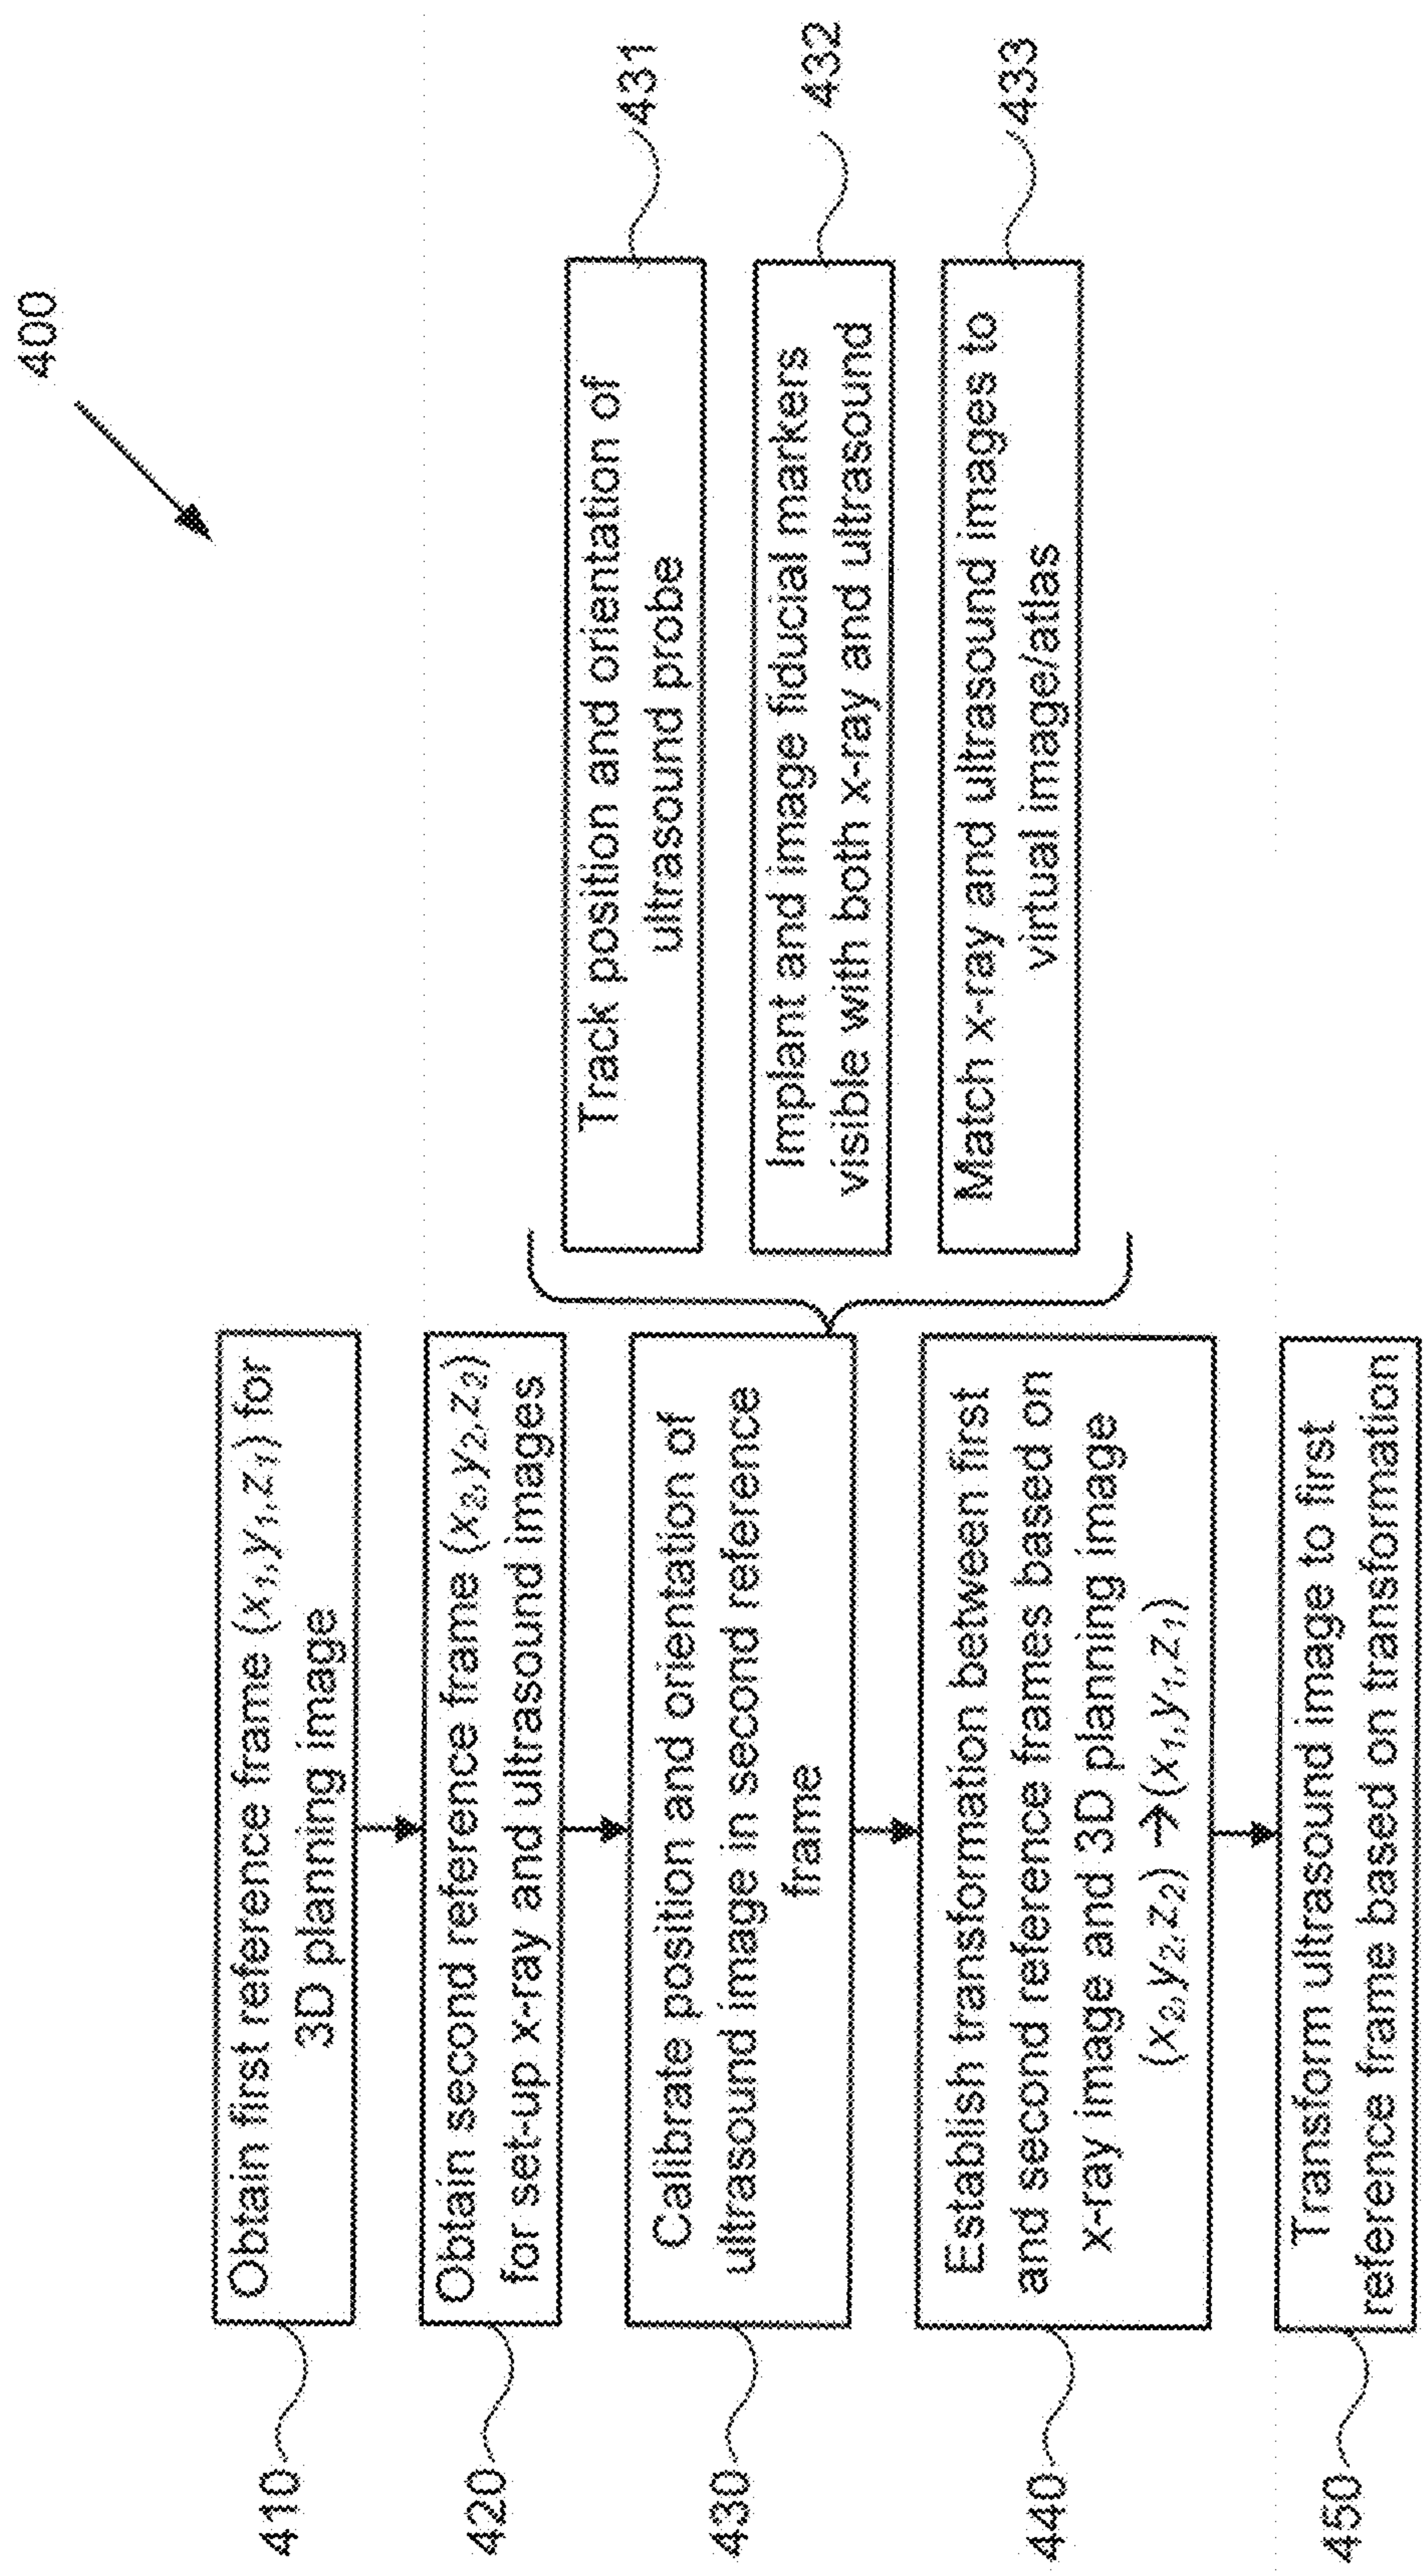 400
410
Obtain first reference frame (x₁,y₁,z₁) for
3D planning image
420
Obtain second reference frame (x₂,y₂,z₂)
for set-up x-ray and ultrasound images
430
Calibrate position and orientation of
ultrasound image in second reference
frame
431
Track position and orientation of
ultrasound probe
432
Implant and image fiducial markers
visible with both x-ray and ultrasound
433
Match x-ray and ultrasound images to
virtual image/atlas
440
Establish transformation between first
and second reference frames based on
x-ray image and 3D planning image
(x₂,y₂,z₂) → (x₁,y₁,z₁)
450
Transform ultrasound image to first
reference frame based on transformation